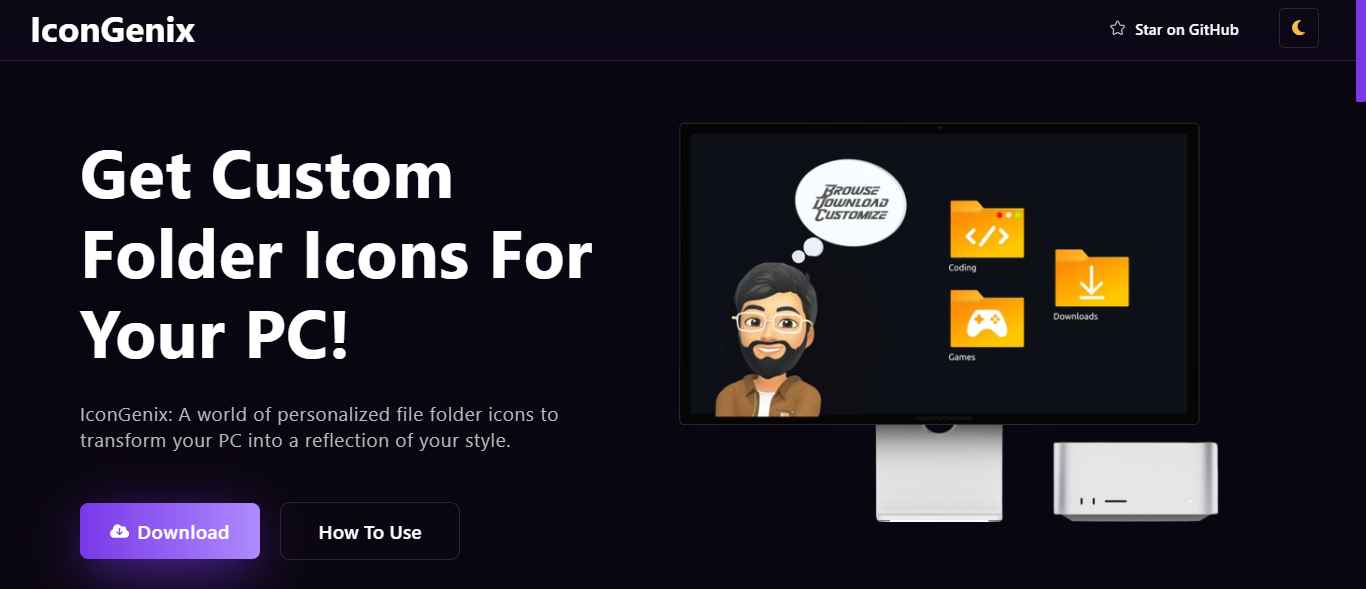 IconGenix
Star on GitHub
Get Custom
Folder Icons For
Your PC!
IconGenix: A world of personalized file folder icons to
transform your PC into a reflection of your style.
Download
How To Use
BROWSE
DOWNLOAD
CUSTOMIZE
</>
Coding
Downloads
Games